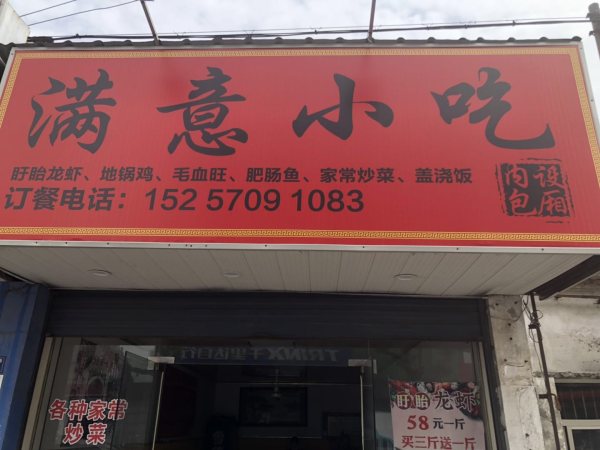 满意小吃
盱眙龙虾、地锅鸡、毛血旺、肥肠鱼、家常炒菜、盖浇饭
订餐电话：152 5709 1083
内设
包厢
各种家常
炒菜
盱眙龙虾
58元一斤
买三斤送一斤